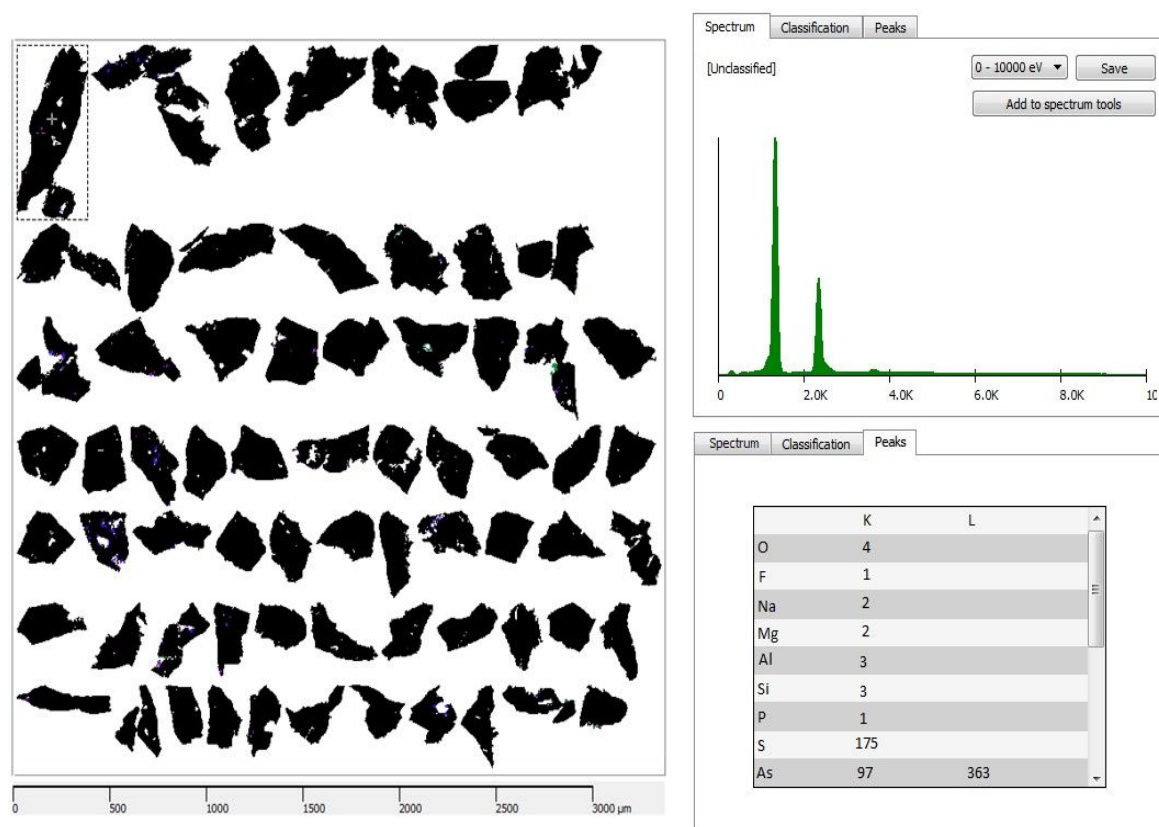 Spectrum Classification Peaks
[Unclassified] 0 - 10000 eV Save
Add to spectrum tools
0 2.0K 4.0K 6.0K 8.0K 10
Spectrum Classification Peaks
K L
O 4
F 1
Na 2
Mg 2
Al 3
Si 3
P 1
S 175
As 97 363
0 500 1000 1500 2000 2500 3000 µm